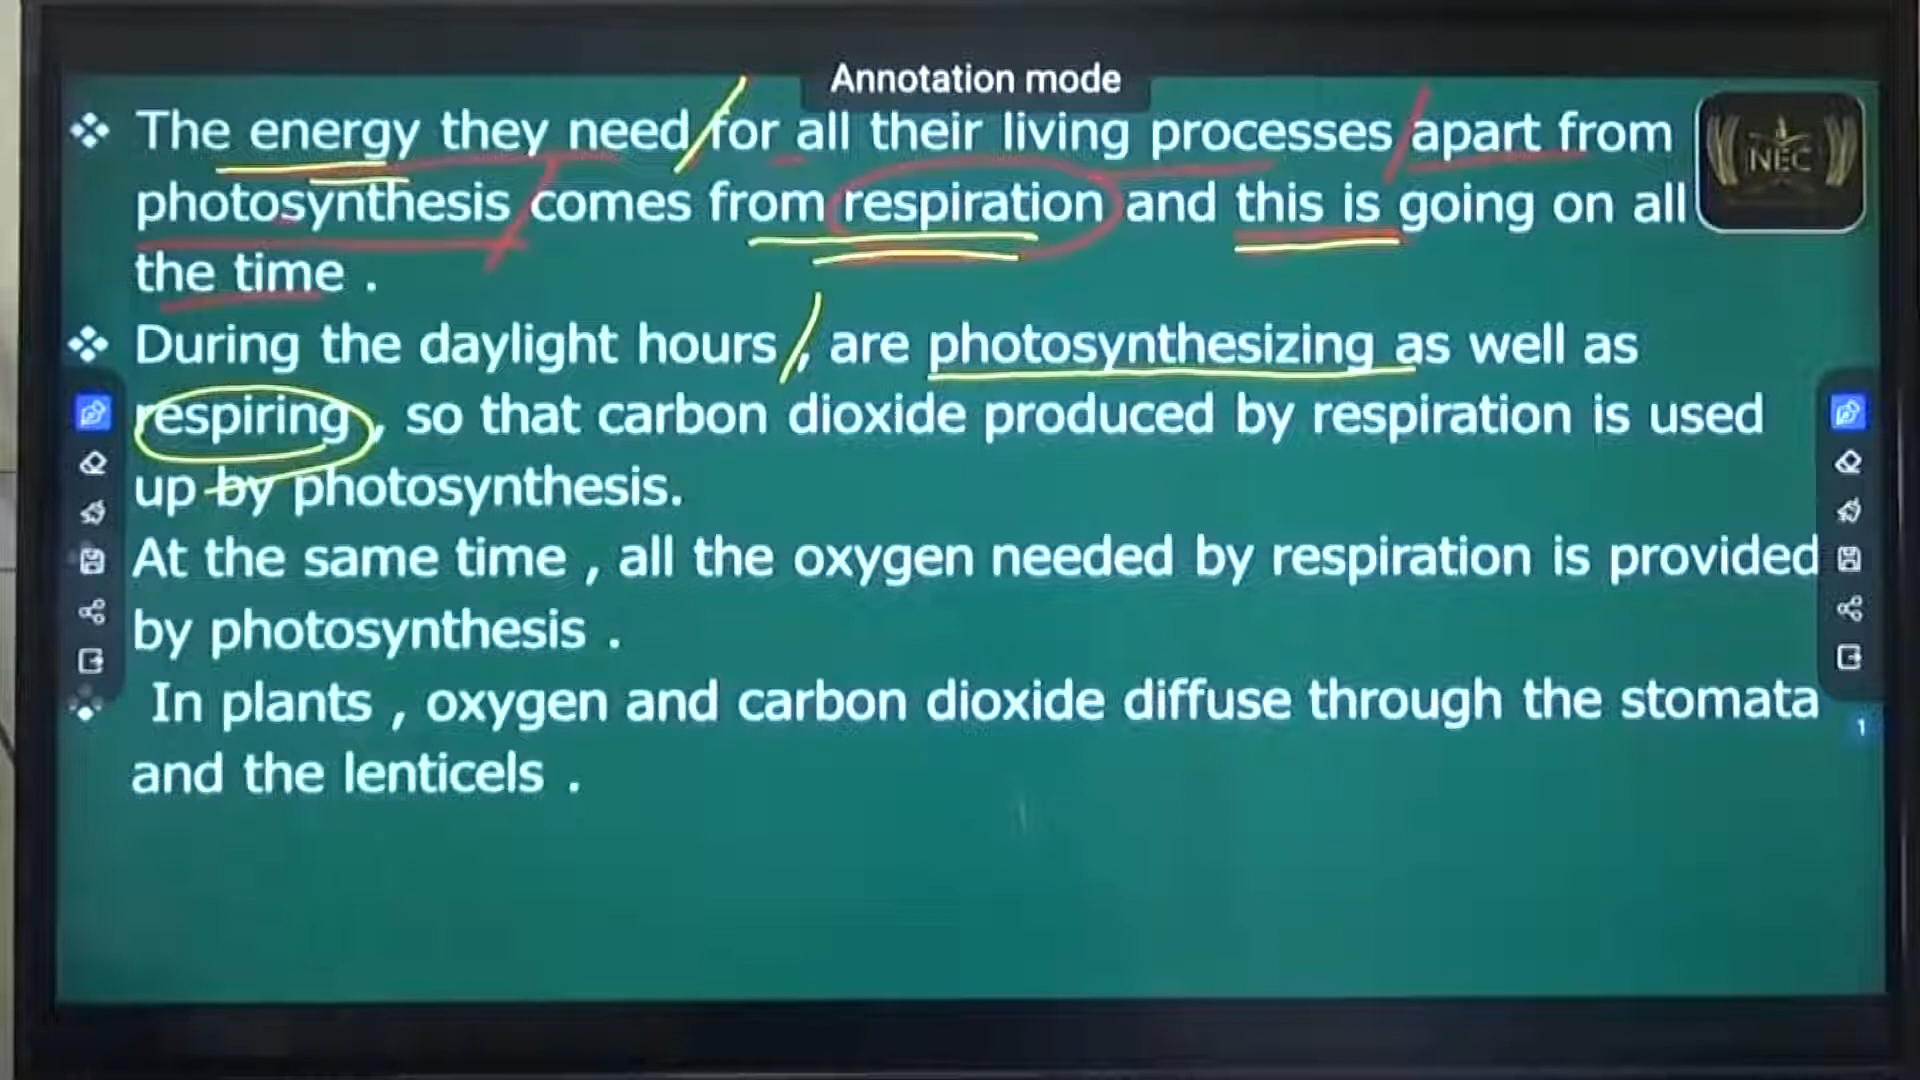 Annotation mode
❖ The energy they need for all their living processes apart from
photosynthesis comes from respiration and this is going on all
the time .
❖ During the daylight hours , are photosynthesizing as well as
respiring , so that carbon dioxide produced by respiration is used
up by photosynthesis.
At the same time , all the oxygen needed by respiration is provided
by photosynthesis .
❖ In plants , oxygen and carbon dioxide diffuse through the stomata
and the lenticels .
NEC
1